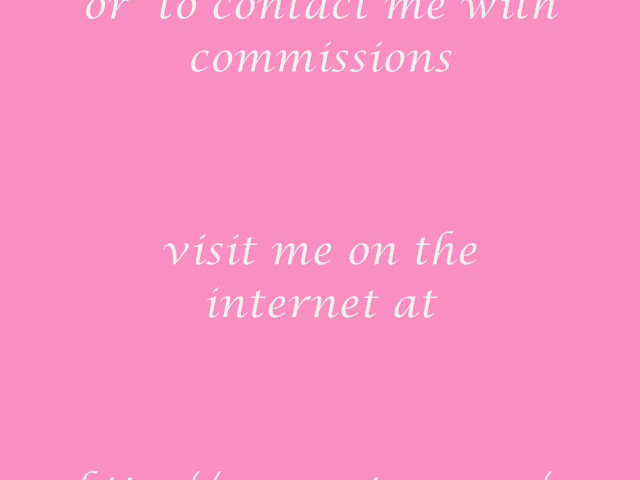 or to contact me with
commissions
visit me on the
internet at